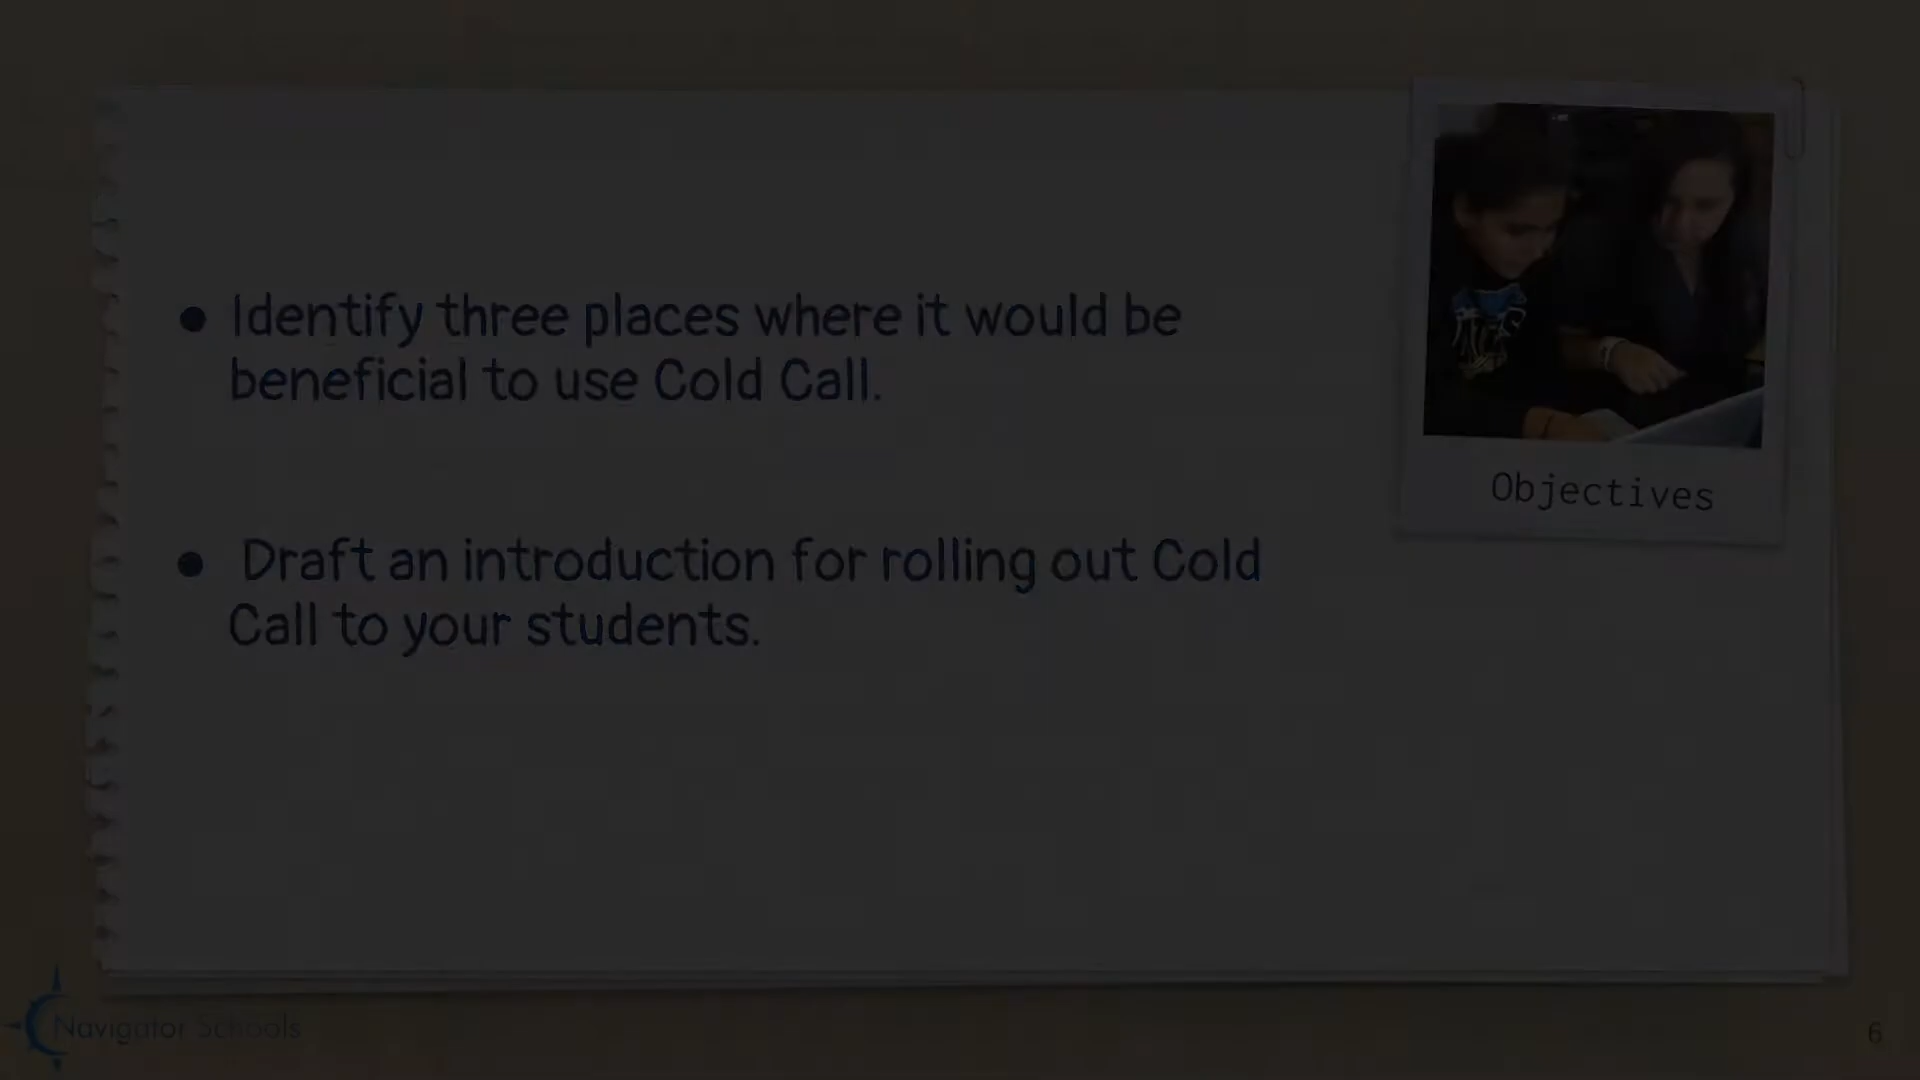 ● Identify three places where it would be
beneficial to use Cold Call.
● Draft an introduction for rolling out Cold
Call to your students.
Objectives
Navigator Schools
6